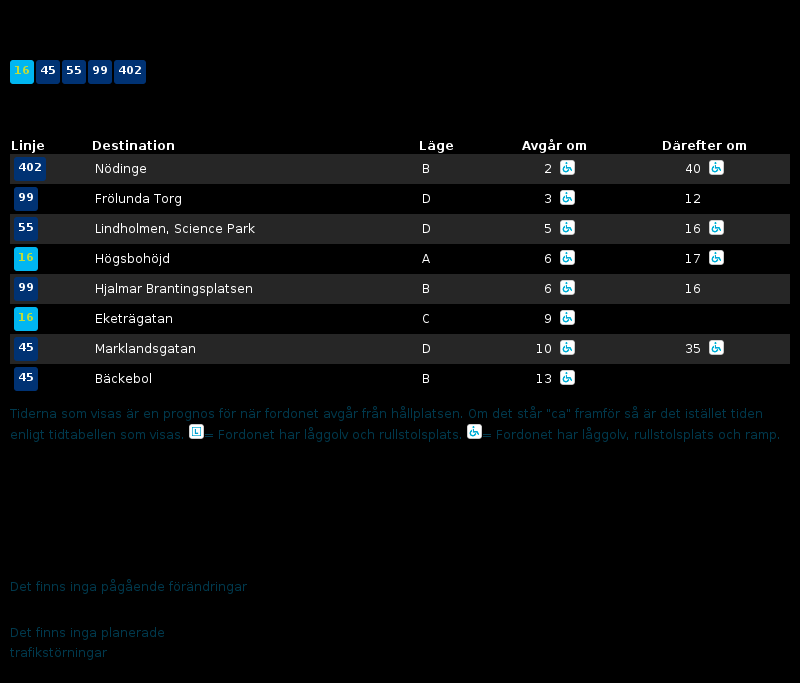 16 45 55 99 402
Linje Destination Läge Avgår om Därefter om
402 Nödinge B 2 40
99 Frölunda Torg D 3 12
55 Lindholmen, Science Park D 5 16
16 Högsbohöjd A 6 17
99 Hjalmar Brantingsplatsen B 6 16
16 Eketrägatan C 9
45 Marklandsgatan D 10 35
45 Bäckebol B 13
Tiderna som visas är en prognos för när fordonet avgår från hållplatsen. Om det står "ca" framför så är det istället tiden
enligt tidtabellen som visas. L = Fordonet har låggolv och rullstolsplats. = Fordonet har låggolv, rullstolsplats och ramp.
Det finns inga pågående förändringar
Det finns inga planerade
trafikstörningar